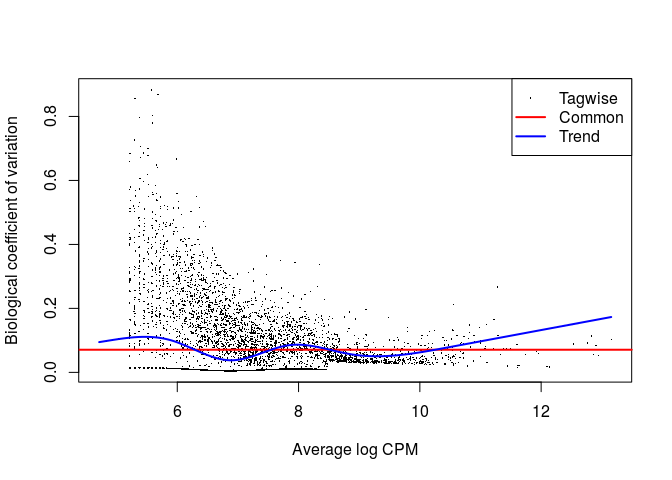 Tagwise
Common
Trend
Biological coefficient of variation
0.8
0.6
0.4
0.2
0.0
6 8 10 12
Average log CPM